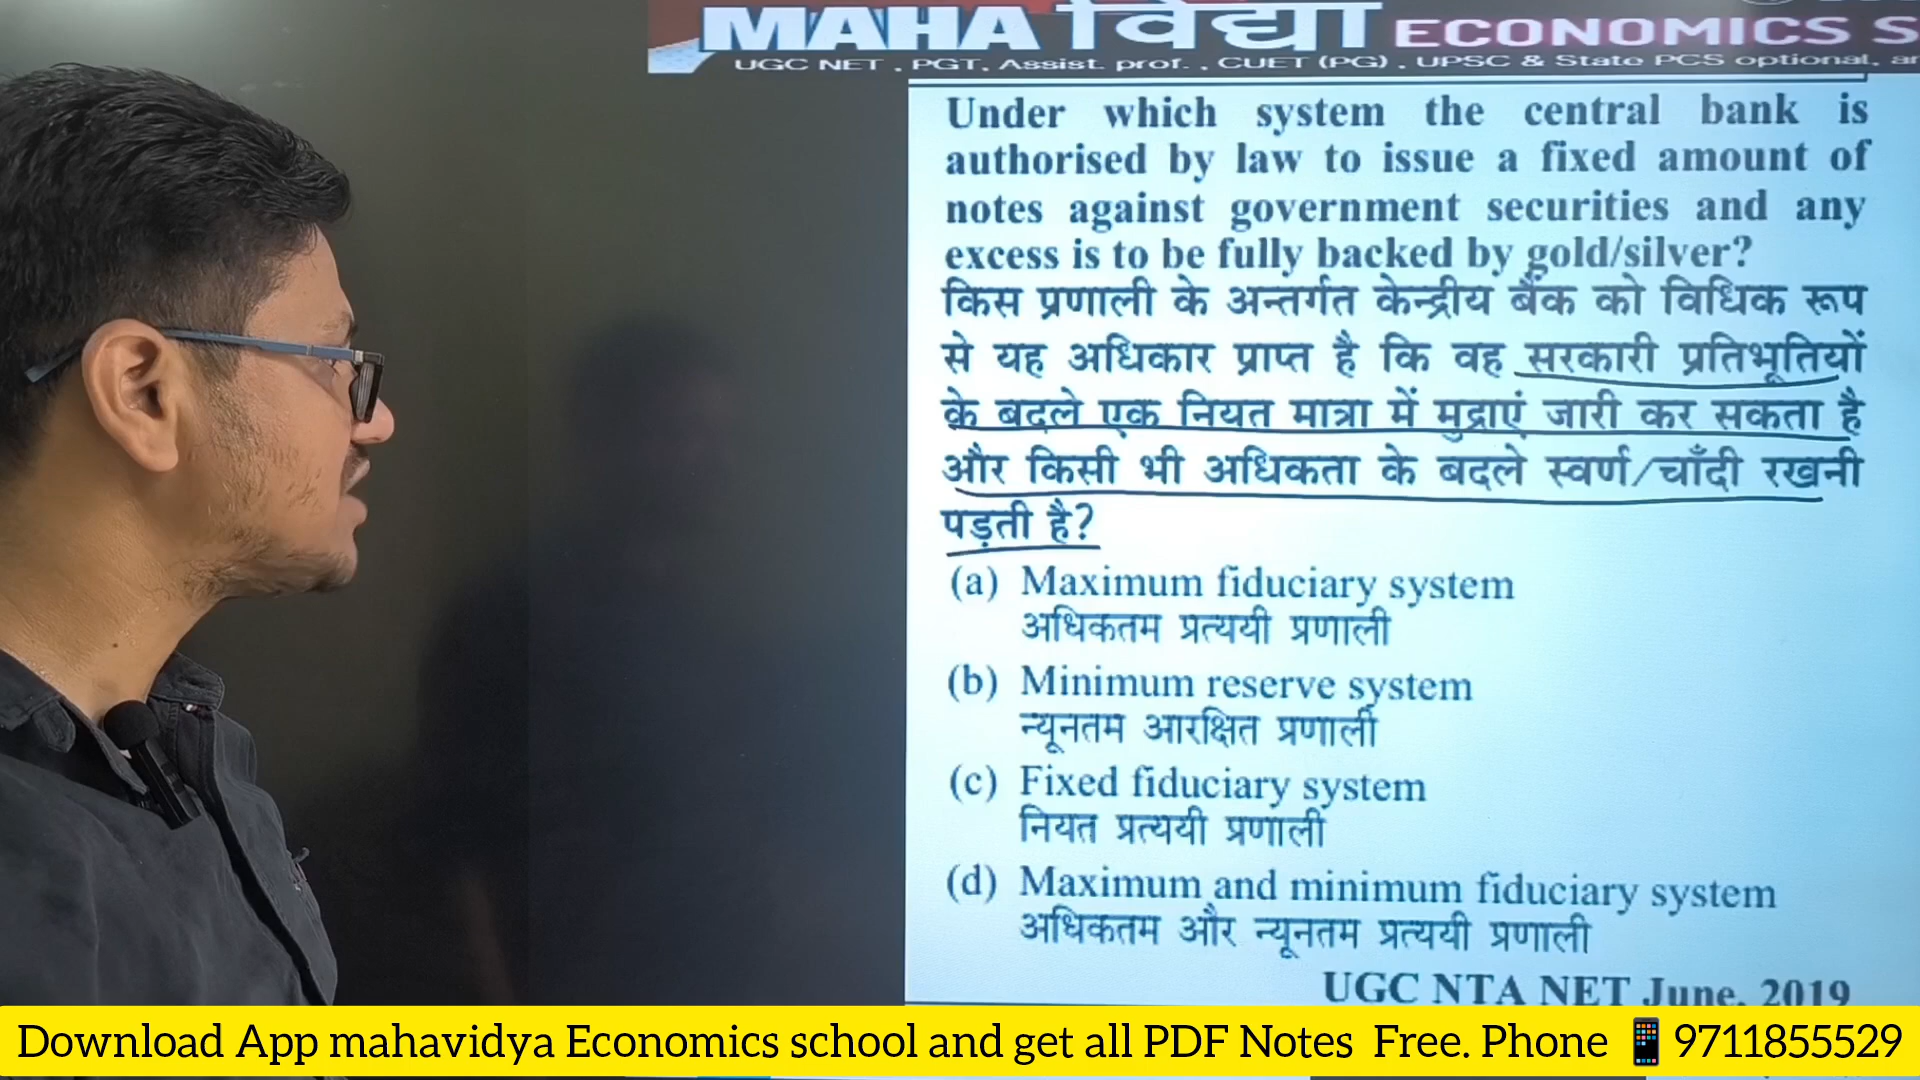 MAHA विद्या ECONOMICS S
UGC NET , PGT, Assist. prof. , CUET (PG) , UPSC & State PCS optional,
Under which system the central bank is
authorised by law to issue a fixed amount of
notes against government securities and any
excess is to be fully backed by gold/silver?
किस प्रणाली के अन्तर्गत केन्द्रीय बैंक को विधिक रूप
से यह अधिकार प्राप्त है कि वह सरकारी प्रतिभूतियों
के बदले एक नियत मात्रा में मुद्राएं जारी कर सकता है
और किसी भी अधिकता के बदले स्वर्ण/चाँदी रखनी
पड़ती है?
(a) Maximum fiduciary system
अधिकतम प्रत्ययी प्रणाली
(b) Minimum reserve system
न्यूनतम आरक्षित प्रणाली
(c) Fixed fiduciary system
नियत प्रत्ययी प्रणाली
(d) Maximum and minimum fiduciary system
अधिकतम और न्यूनतम प्रत्ययी प्रणाली
UGC NTA NET June, 2019
Download App mahavidya Economics school and get all PDF Notes Free. Phone 📱 9711855529